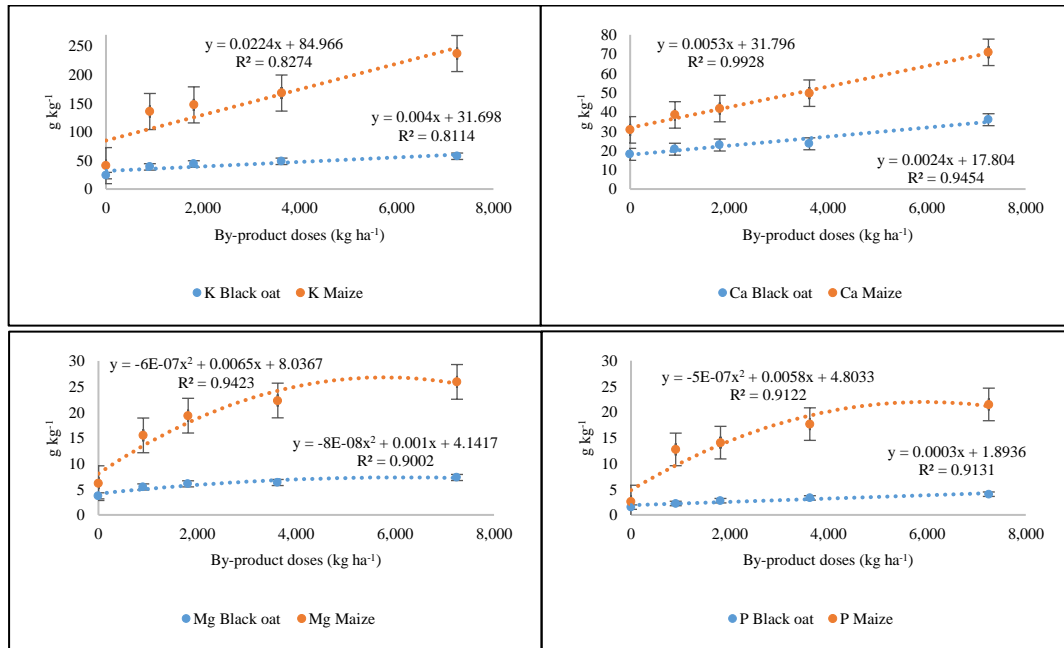 y = 0.0224x + 84.966
R² = 0.8274
y = 0.004x + 31.698
R² = 0.8114
g kg⁻¹
250
200
150
100
50
0
0 2,000 4,000 6,000 8,000
By-product doses (kg ha⁻¹)
K Black oat K Maize
y = 0.0053x + 31.796
R² = 0.9928
y = 0.0024x + 17.804
R² = 0.9454
g kg⁻¹
80
70
60
50
40
30
20
10
0
0 2,000 4,000 6,000 8,000
By-product doses (kg ha⁻¹)
Ca Black oat Ca Maize
y = -6E-07x² + 0.0065x + 8.0367
R² = 0.9423
y = -8E-08x² + 0.001x + 4.1417
R² = 0.9002
g kg⁻¹
30
25
20
15
10
5
0
0 2,000 4,000 6,000 8,000
By-product doses (kg ha⁻¹)
Mg Black oat Mg Maize
y = -5E-07x² + 0.0058x + 4.8033
R² = 0.9122
y = 0.0003x + 1.8936
R² = 0.9131
g kg⁻¹
30
25
20
15
10
5
0
0 2,000 4,000 6,000 8,000
By-product doses (kg ha⁻¹)
P Black oat P Maize